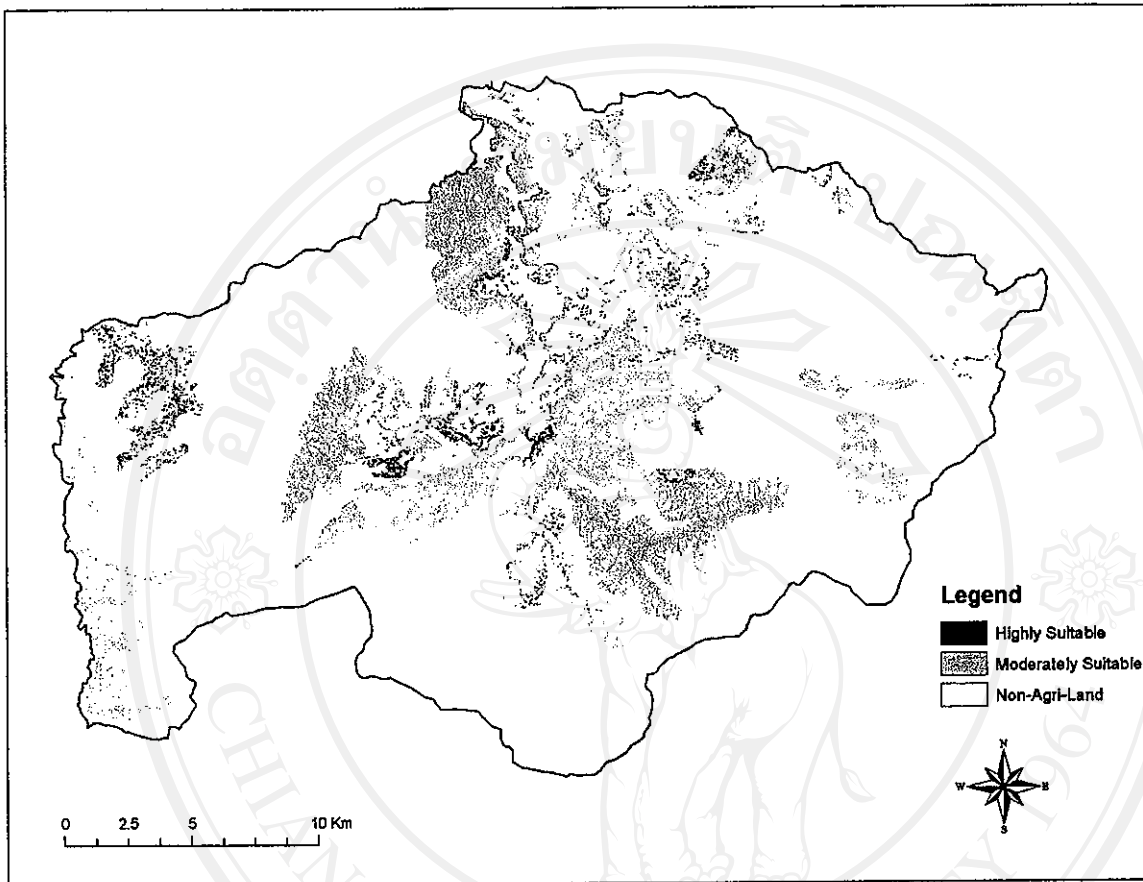 Legend
Highly Suitable
Moderately Suitable
Non-Agri-Land
N
W E
S
0 2.5 5 10 Km